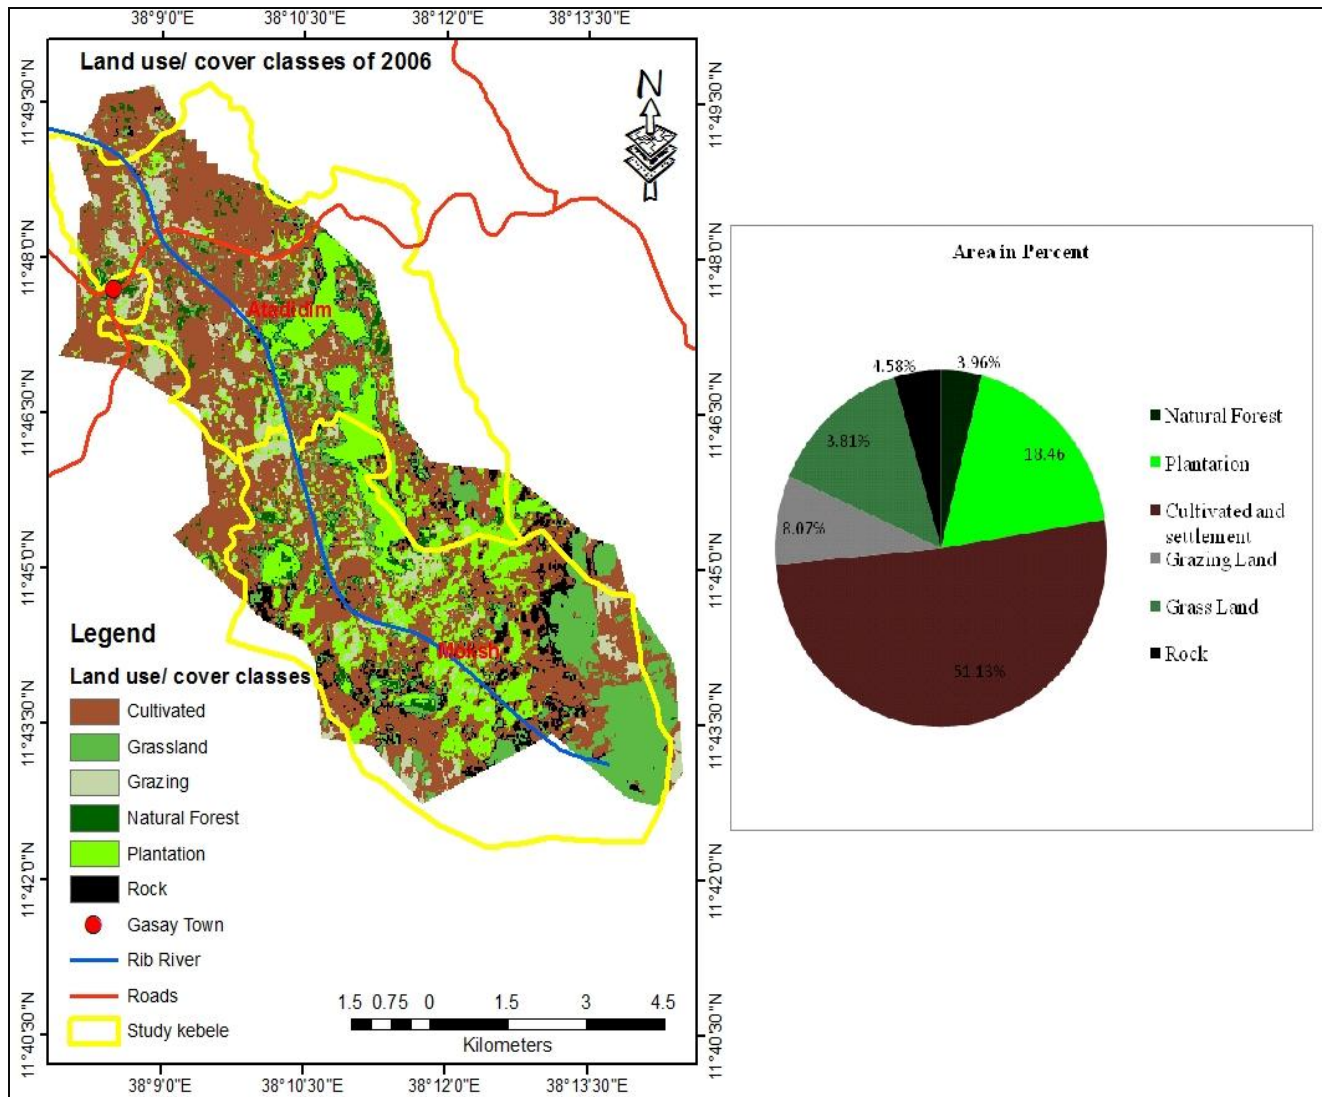 38°9'0"E 38°10'30"E 38°12'0"E 38°13'30"E
Land use/ cover classes of 2006
N
11°49'30"N
11°48'0"N
11°46'30"N
11°45'0"N
11°43'30"N
11°42'0"N
11°40'30"N
Atadidim
Mokish
Legend
Land use/ cover classes
Cultivated
Grassland
Grazing
Natural Forest
Plantation
Rock
Gasay Town
Rib River
Roads
Study kebele
1.5 0.75 0 1.5 3 4.5
Kilometers
38°9'0"E 38°10'30"E 38°12'0"E 38°13'30"E
11°49'30"N
11°48'0"N
11°46'30"N
11°45'0"N
11°43'30"N
11°42'0"N
11°40'30"N
Area in Percent
4.58% 3.96%
3.81%
18.46
8.07%
51.13%
Natural Forest
Plantation
Cultivated and
settlement
Grazing Land
Grass Land
Rock